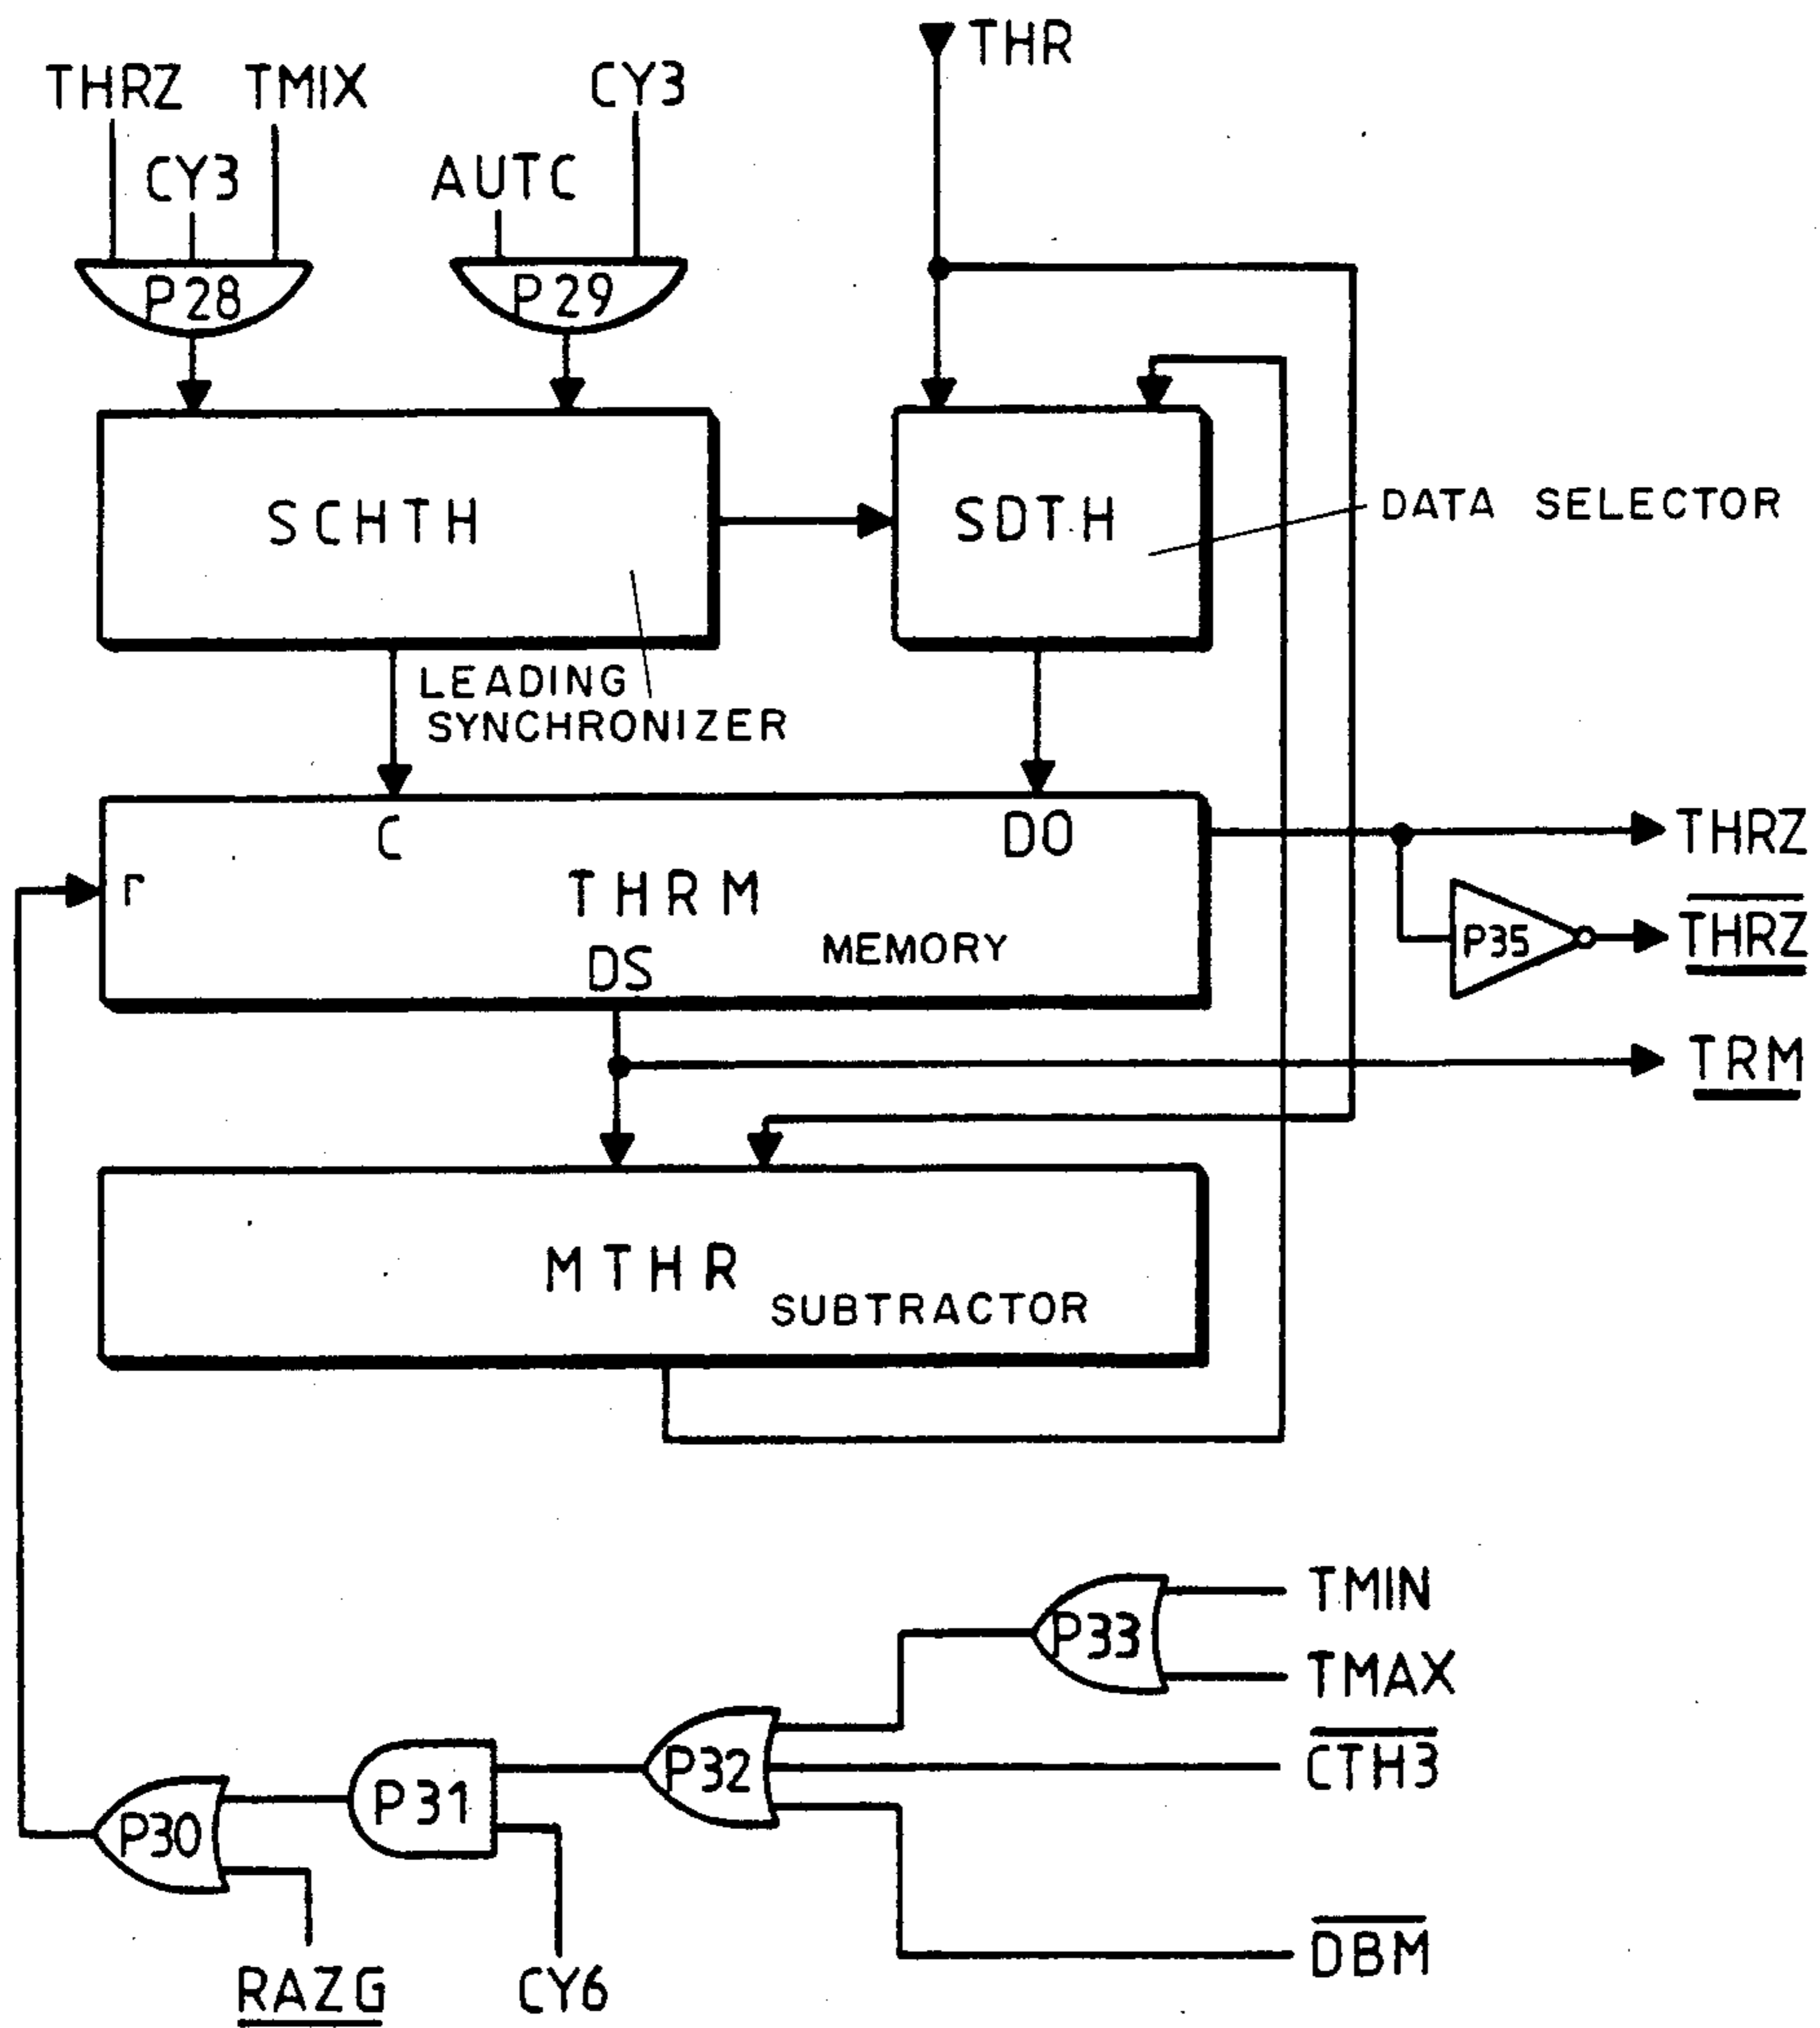 THR
THRZ TMIX CY3
CY3 AUTC
P28 P29
SCHTH SDTH DATA SELECTOR
LEADING
SYNCHRONIZER
C DO
THRZ
r THRM
MEMORY
DS
P35 THRZ
TRM
MTHR
SUBTRACTOR
TMIN
P33
TMAX
P32 CTH3
P31
P30
DBM
RAZG CY6